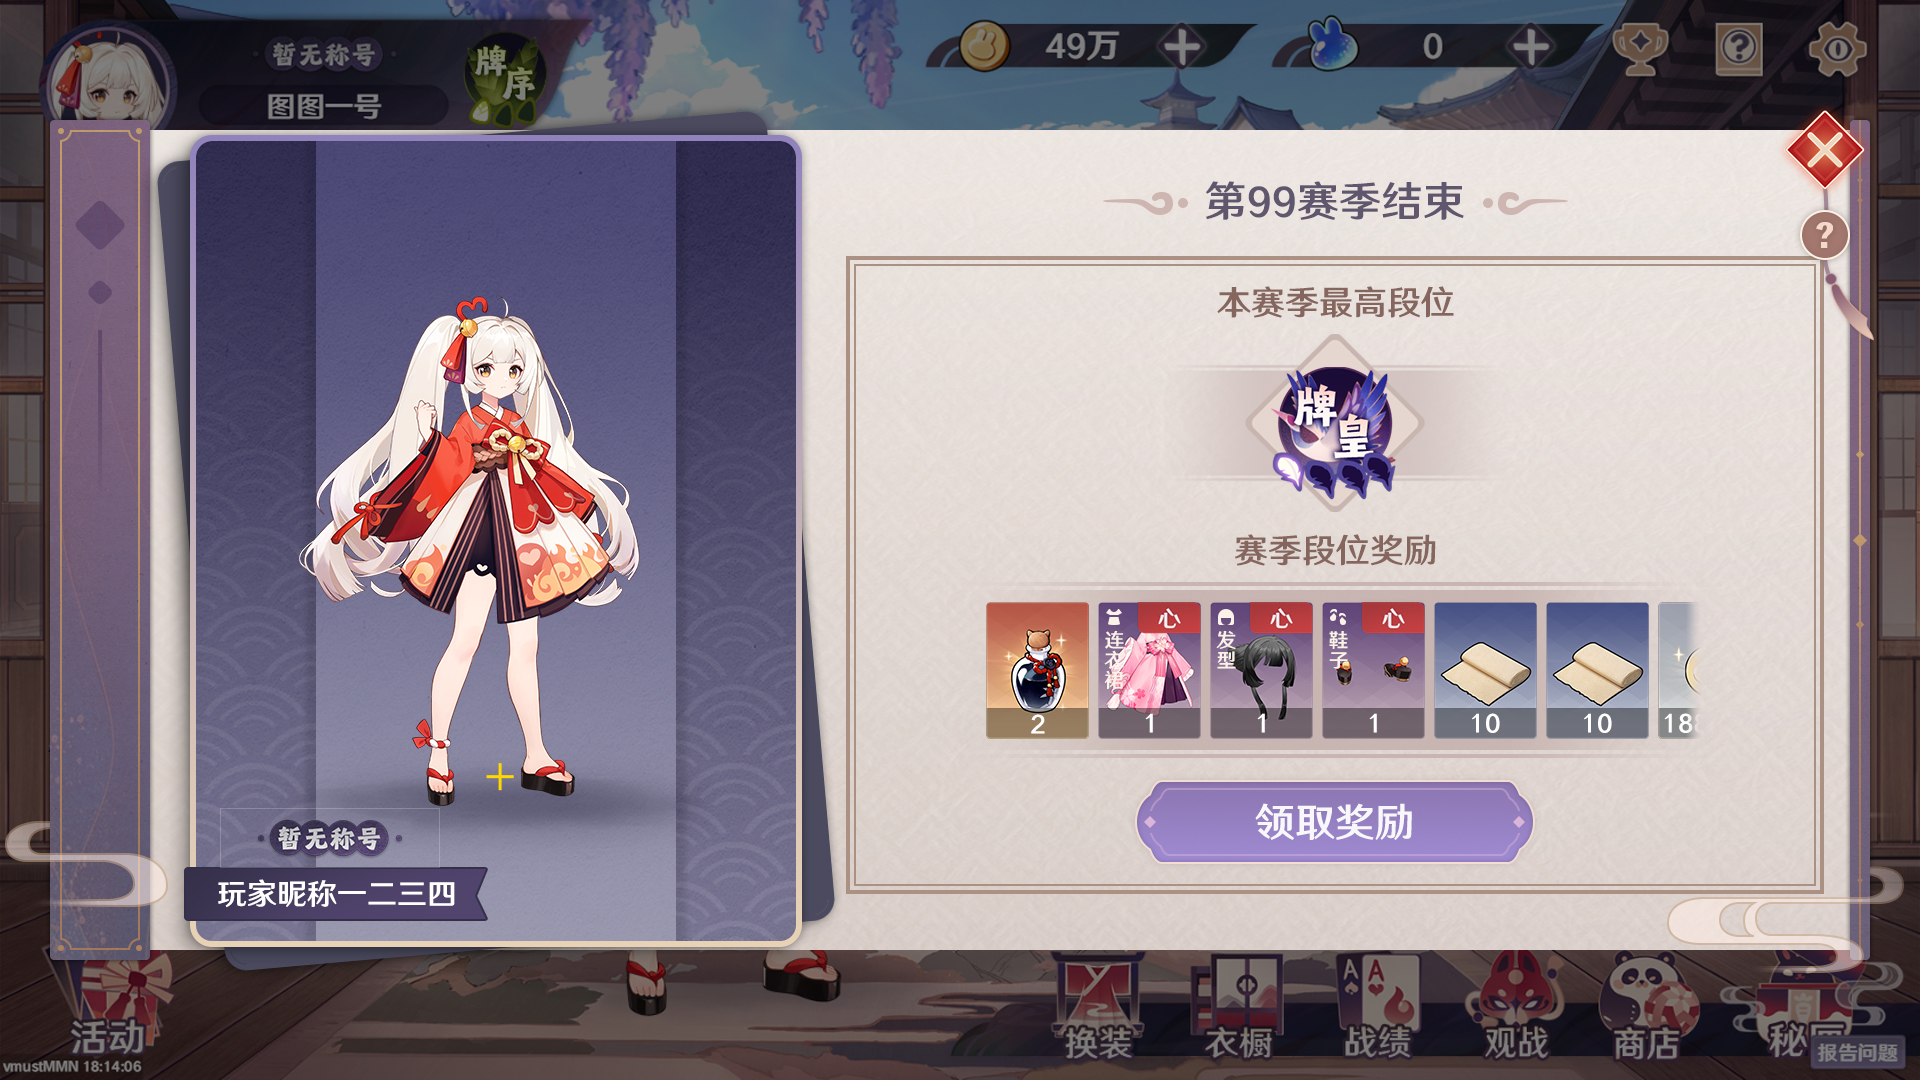 暂无称号
图图一号
牌序
49万
0
第99赛季结束
?
本赛季最高段位
牌皇
赛季段位奖励
2
连衣裙
心
1
发型
心
1
鞋子
心
1
10
10
188
领取奖励
暂无称号
玩家昵称一二三四
活动
换装
衣橱
战绩
观战
商店
秘
报告问题
vmustMMN 18:14:06